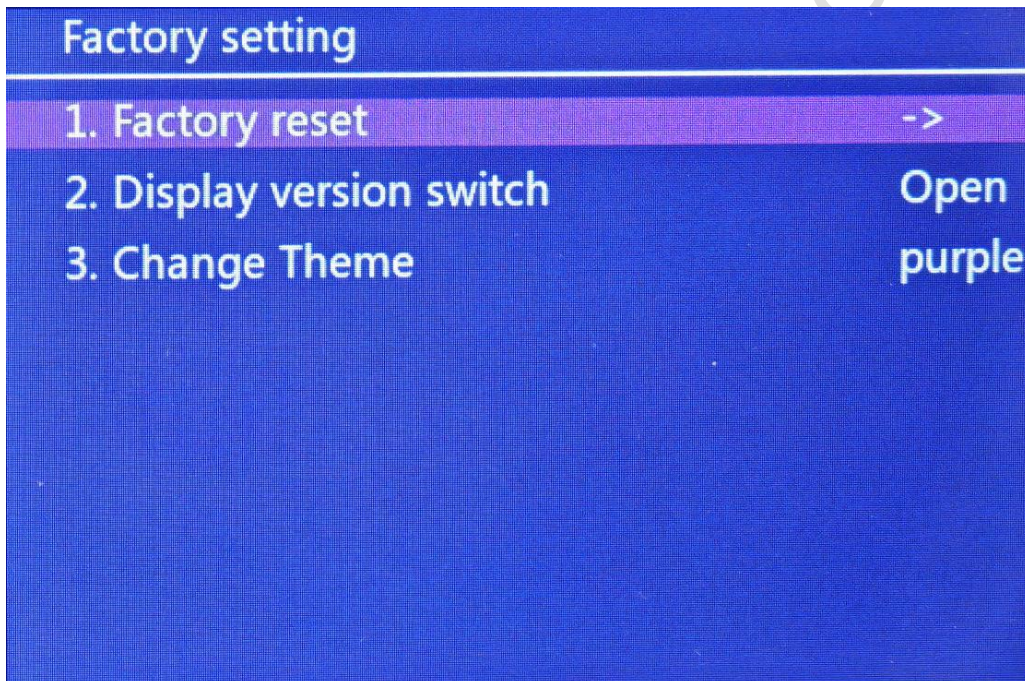 Factory setting
1. Factory reset ->
2. Display version switch Open
3. Change Theme purple